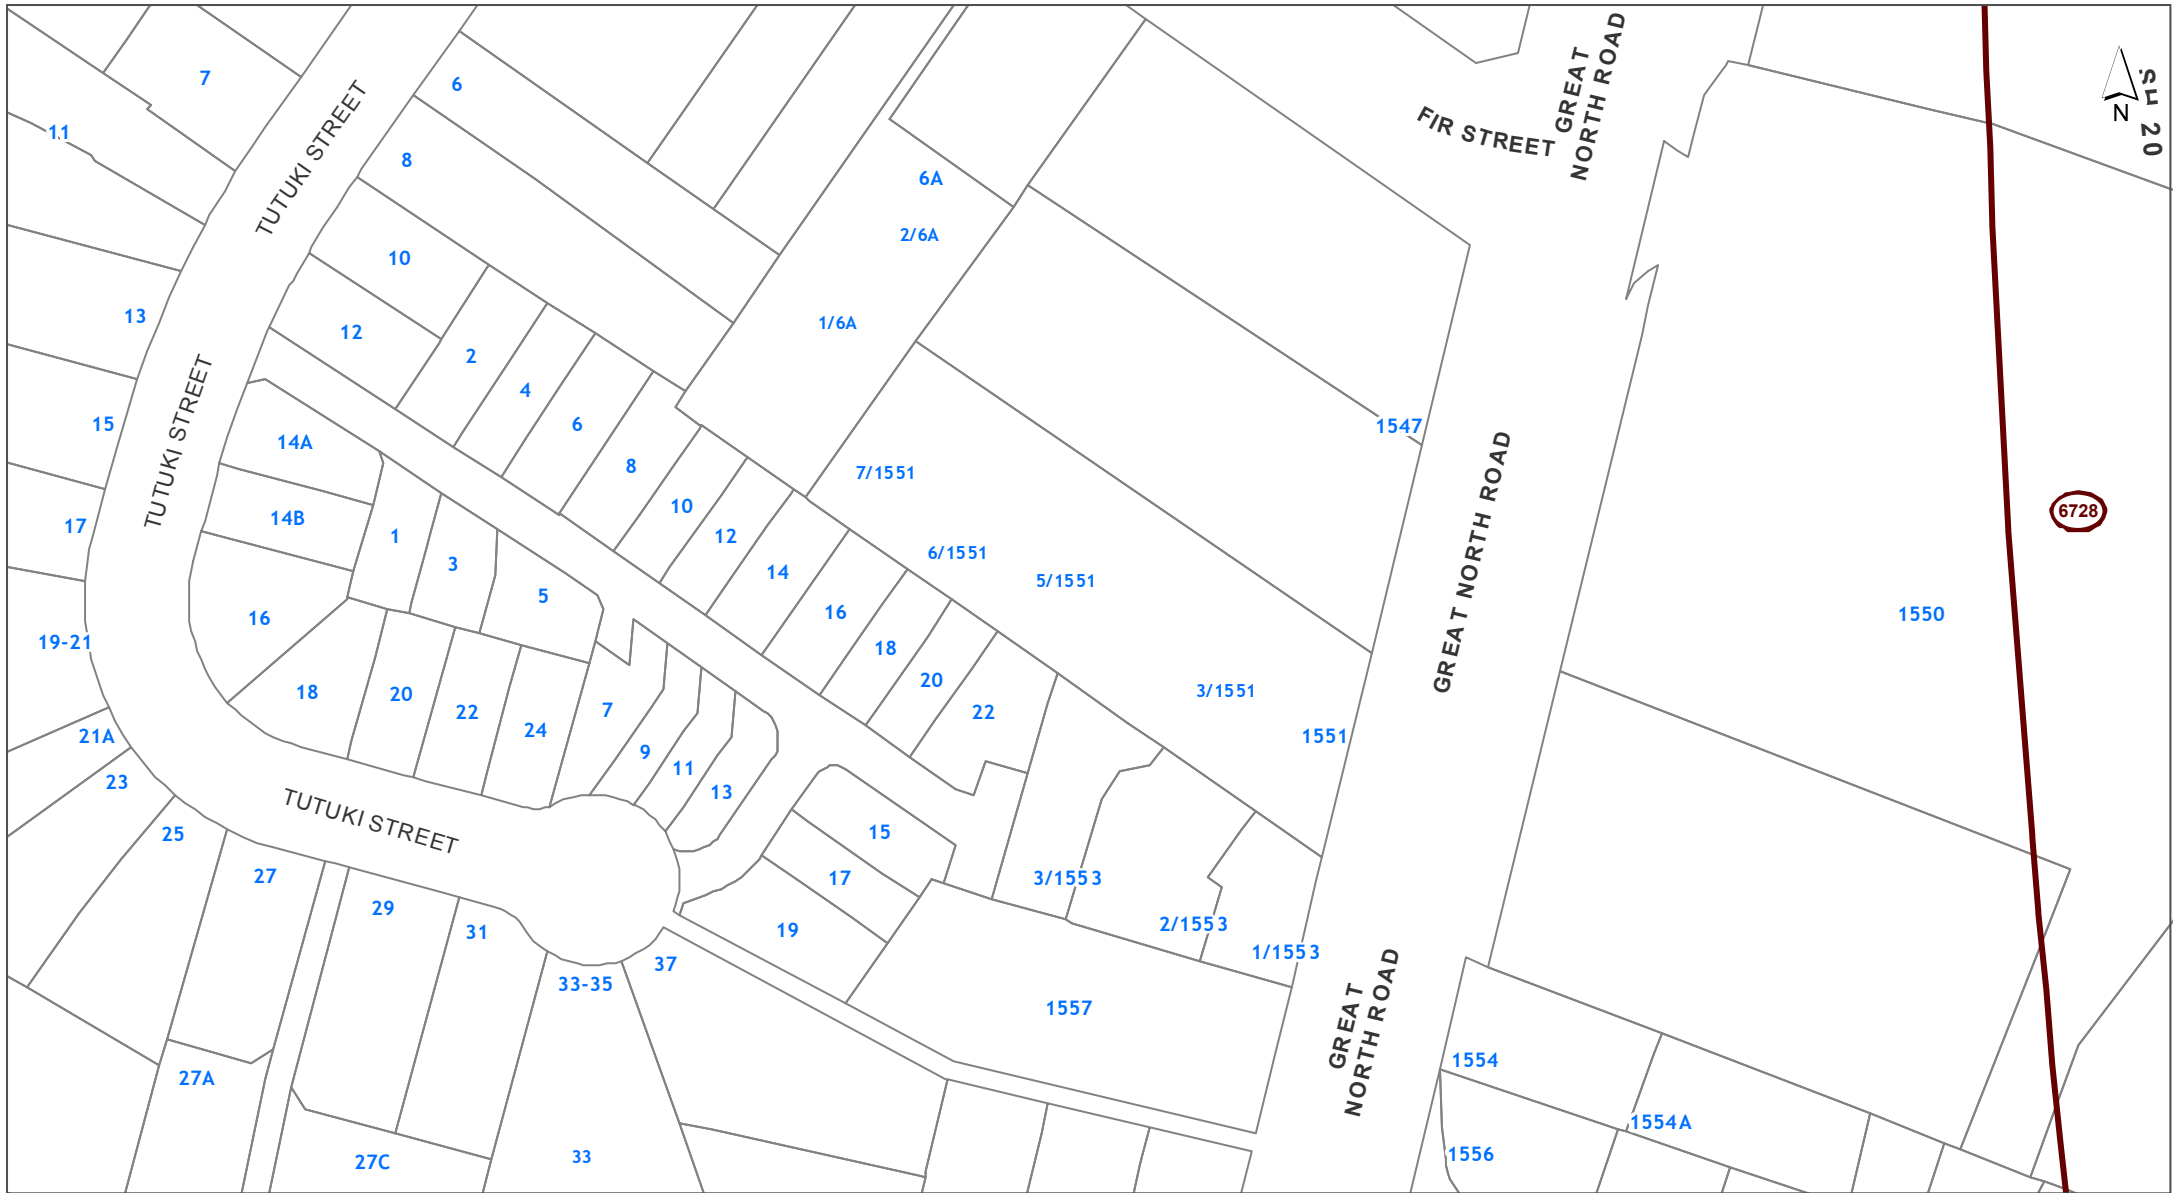 GREAT
NORTH ROAD
SH 20
N
7
6
TUTUKI STREET
FIR STREET
11
8
6A
2/6A
10
13
12
1/6A
2
4
15
14A
6
1547
8
7/1551
10
14B
17
1
12
6/1551
3
14
5/1551
GREAT NORTH ROAD
6728
TUTUKI STREET
5
16
16
1550
19-21
18
20
3/1551
18
20
22
22
7
24
21A
1551
9
11
23
13
TUTUKI STREET
25
15
27
17
3/1553
29
2/1553
31
19
1/1553
37
33-35
1557
GREAT
NORTH ROAD
1554
27A
1554A
27C
33
1556